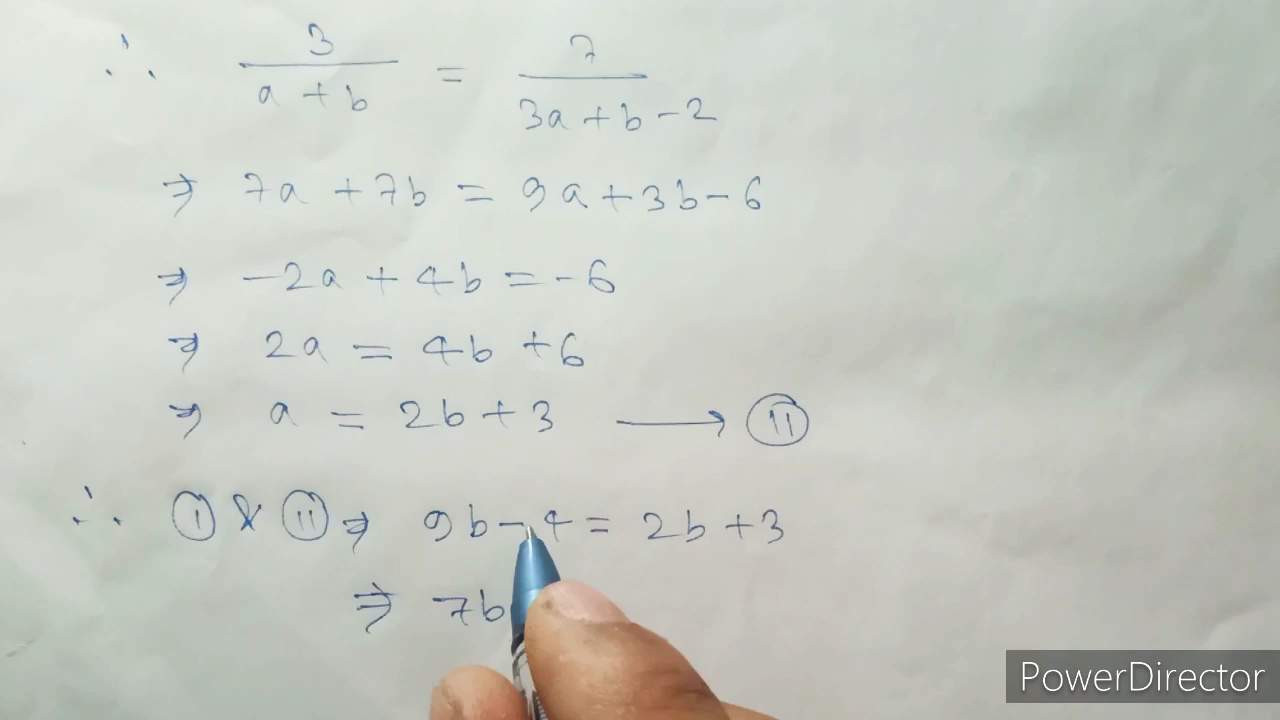 ∴ 3/(a + b) = 7/(3a + b - 2)
⇒ 7a + 7b = 9a + 3b - 6
⇒ -2a + 4b = -6
⇒ 2a = 4b + 6
⇒ a = 2b + 3 → (II)
∴ (I) & (II) ⇒ 9b - 4 = 2b + 3
⇒ 7b
PowerDirector